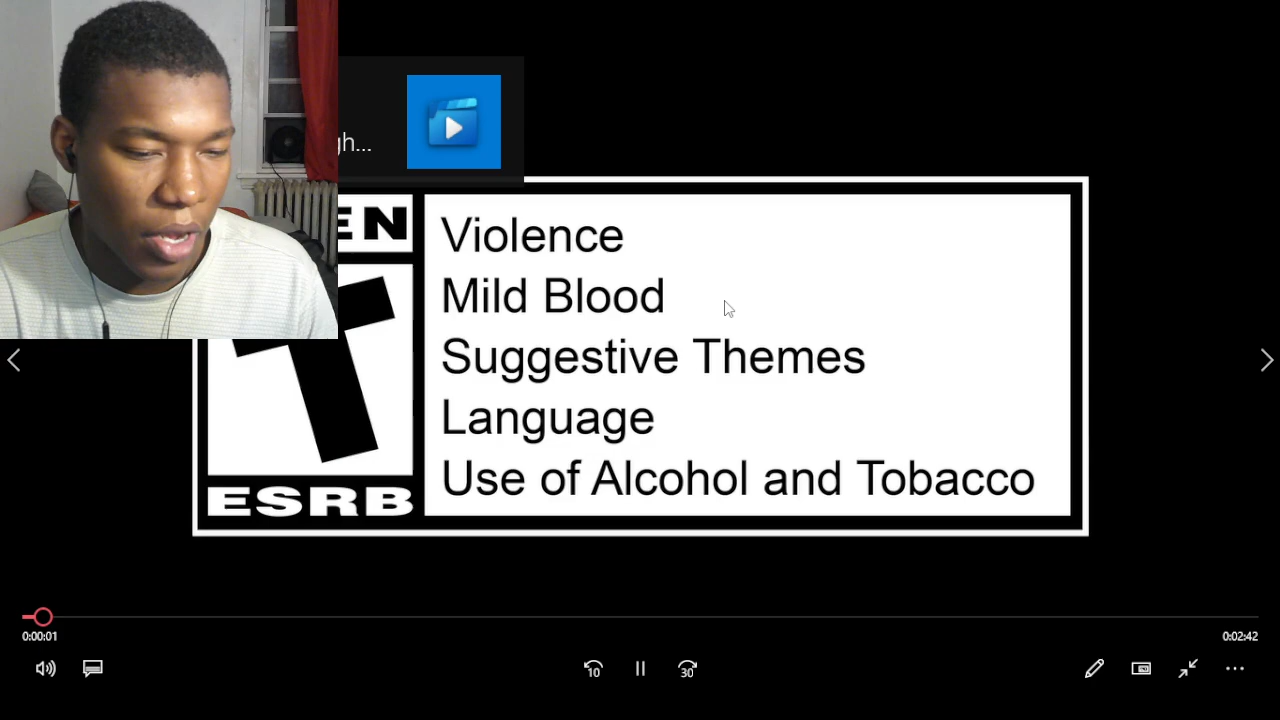 gh...
EN
T
ESRB
Violence
Mild Blood
Suggestive Themes
Language
Use of Alcohol and Tobacco
0:00:01
0:02:42
10
30